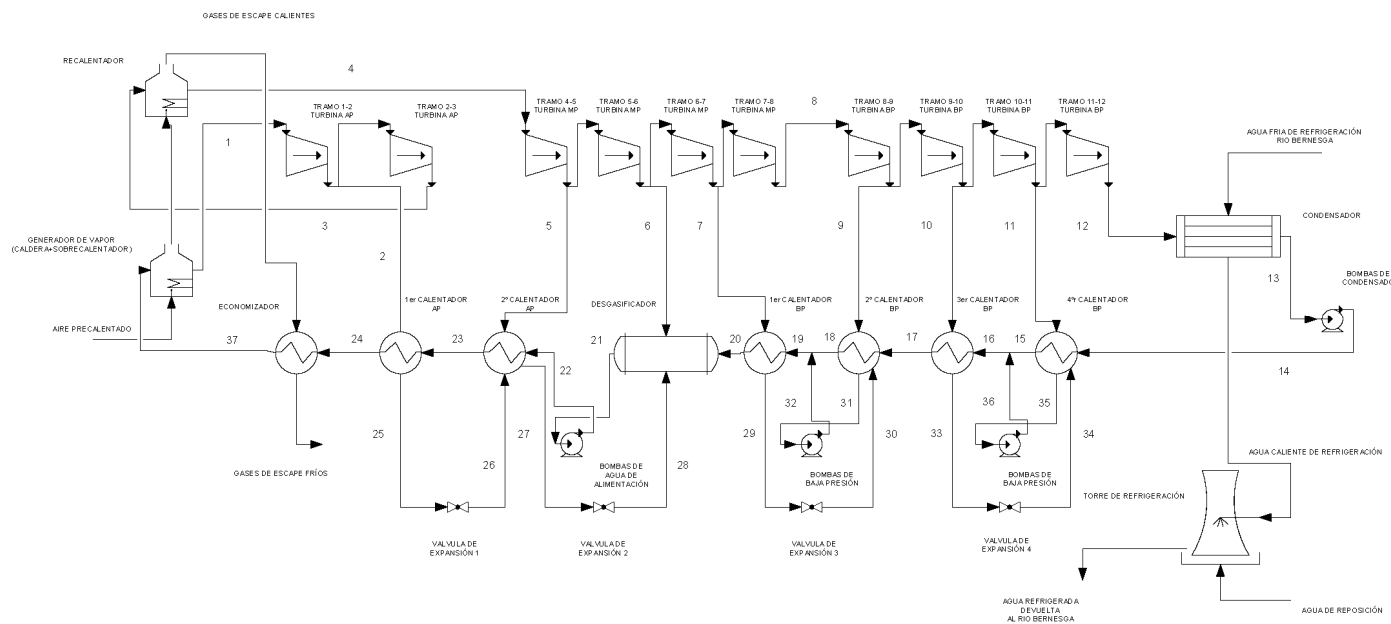 GASES DE ESCAPE CALIENTES
RECALENTADOR
4
TRAMO 1-2
TURBINA AP
TRAMO 2-3
TURBINA AP
TRAMO 4-5
TURBINA MP
TRAMO 5-6
TURBINA MP
TRAMO 6-7
TURBINA MP
TRAMO 7-8
TURBINA MP
8
TRAMO 8-9
TURBINA BP
TRAMO 9-10
TURBINA BP
TRAMO 10-11
TURBINA BP
TRAMO 11-12
TURBINA BP
1
AGUA FRIA DE REFRIGERACIÓN
RIO BERNESGA
CONDENSADOR
3
2
5
6
7
9
10
11
12
13
GENERADOR DE VAPOR
(CALDERA+SOBRECALENTADOR)
BOMBAS DE
CONDENSADO
ECONOMIZADOR
1er CALENTADOR
AP
2º CALENTADOR
AP
DESGASIFICADOR
1er CALENTADOR
BP
2º CALENTADOR
BP
3er CALENTADOR
BP
4ºr CALENTADOR
BP
AIRE PRECALENTADO
37
24
23
22
21
20
19
18
17
16
15
14
25
26
27
28
29
32
31
30
33
36
35
34
GASES DE ESCAPE FRÍOS
BOMBAS DE
AGUA DE
ALIMENTACIÓN
BOMBAS DE
BAJA PRESIÓN
BOMBAS DE
BAJA PRESIÓN
AGUA CALIENTE DE REFRIGERACIÓN
TORRE DE REFRIGERACIÓN
VALVULA DE
EXPANSIÓN 1
VALVULA DE
EXPANSIÓN 2
VALVULA DE
EXPANSIÓN 3
VALVULA DE
EXPANSIÓN 4
AGUA REFRIGERADA
DEVUELTA
AL RIO BERNESGA
AGUA DE REPOSICIÓN